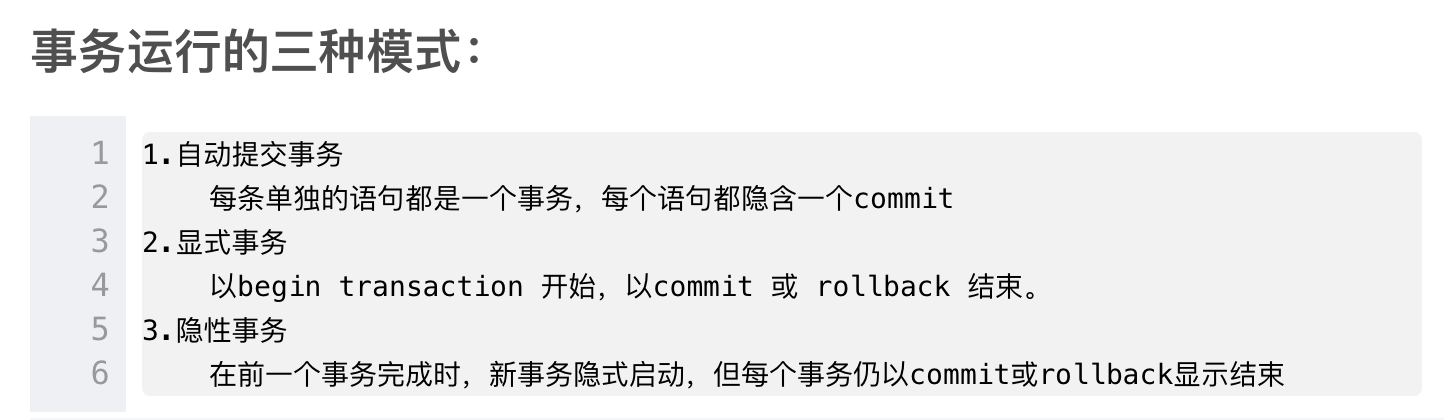 事务运行的三种模式：
1 1.自动提交事务
2 每条单独的语句都是一个事务，每个语句都隐含一个commit
3 2.显式事务
4 以begin transaction 开始，以commit 或 rollback 结束。
5 3.隐性事务
6 在前一个事务完成时，新事务隐式启动，但每个事务仍以commit或rollback显示结束